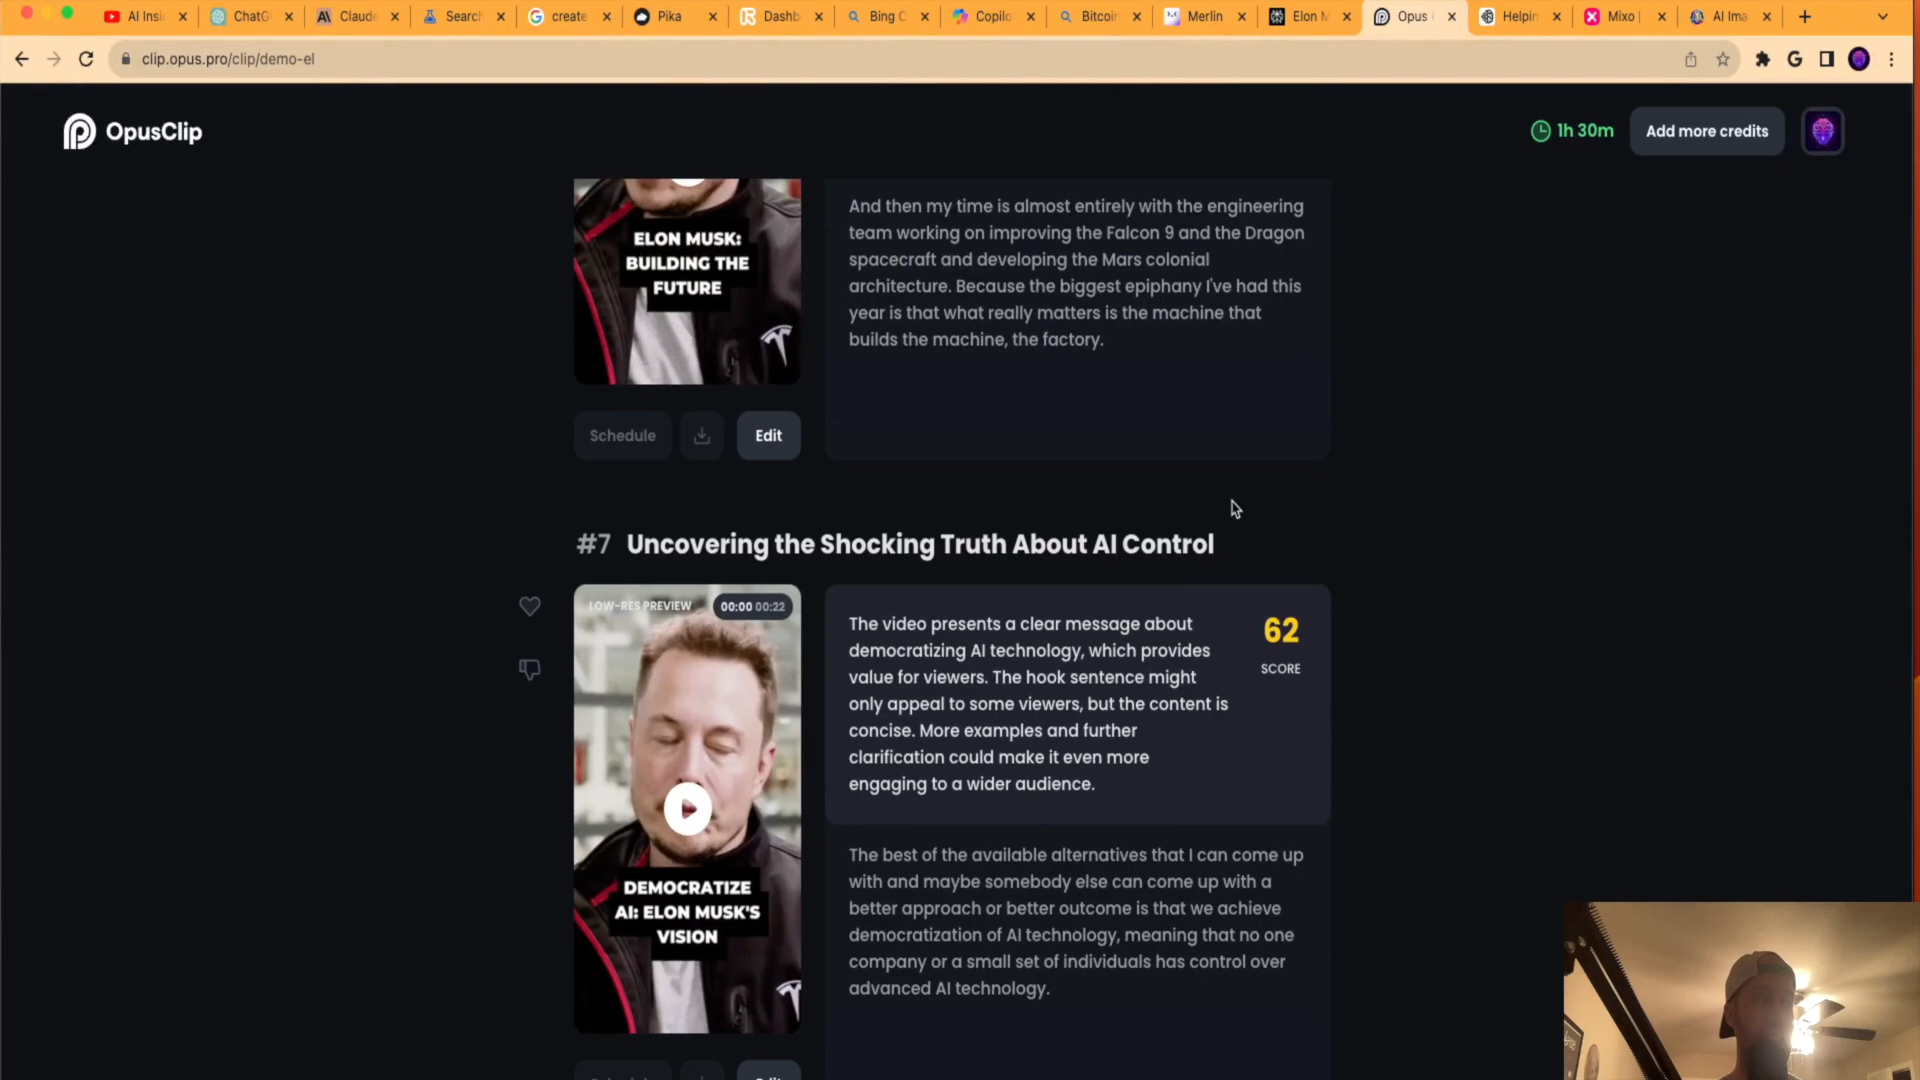 AI Insi
ChatG
Claude
Search
create
Pika
Dashb
Bing C
Copilo
Bitcoir
Merlin
Elon M
Opus
Helpin
Mixo |
AI Ima
clip.opus.pro/clip/demo-el
OpusClip
1h 30m
Add more credits
ELON MUSK:
BUILDING THE
FUTURE
And then my time is almost entirely with the engineering
team working on improving the Falcon 9 and the Dragon
spacecraft and developing the Mars colonial
architecture. Because the biggest epiphany I've had this
year is that what really matters is the machine that
builds the machine, the factory.
Schedule
Edit
#7 Uncovering the Shocking Truth About AI Control
LOW-RES PREVIEW
00:00 00:22
The video presents a clear message about
democratizing AI technology, which provides
value for viewers. The hook sentence might
only appeal to some viewers, but the content is
concise. More examples and further
clarification could make it even more
engaging to a wider audience.
62
SCORE
DEMOCRATIZE
AI: ELON MUSK'S
VISION
The best of the available alternatives that I can come up
with and maybe somebody else can come up with a
better approach or better outcome is that we achieve
democratization of AI technology, meaning that no one
company or a small set of individuals has control over
advanced AI technology.